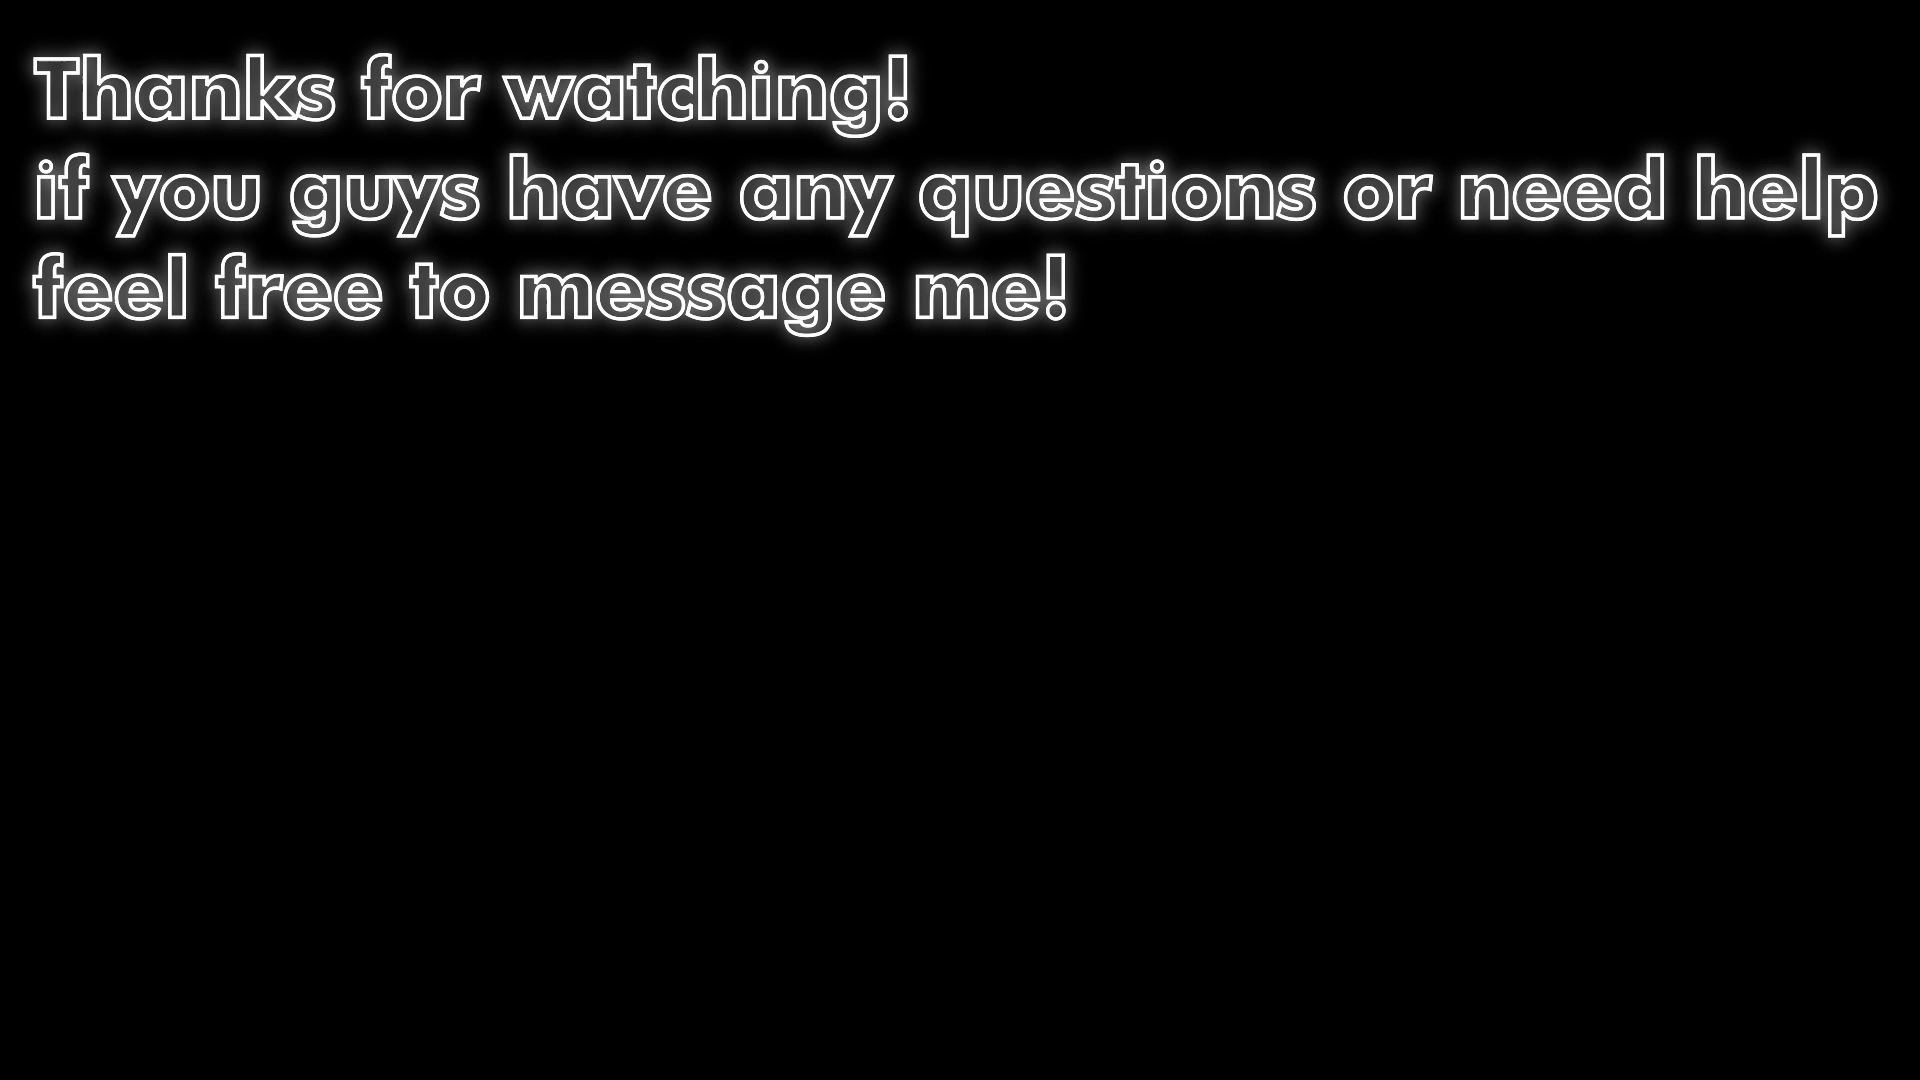 Thanks for watching!
if you guys have any questions or need help
feel free to message me!